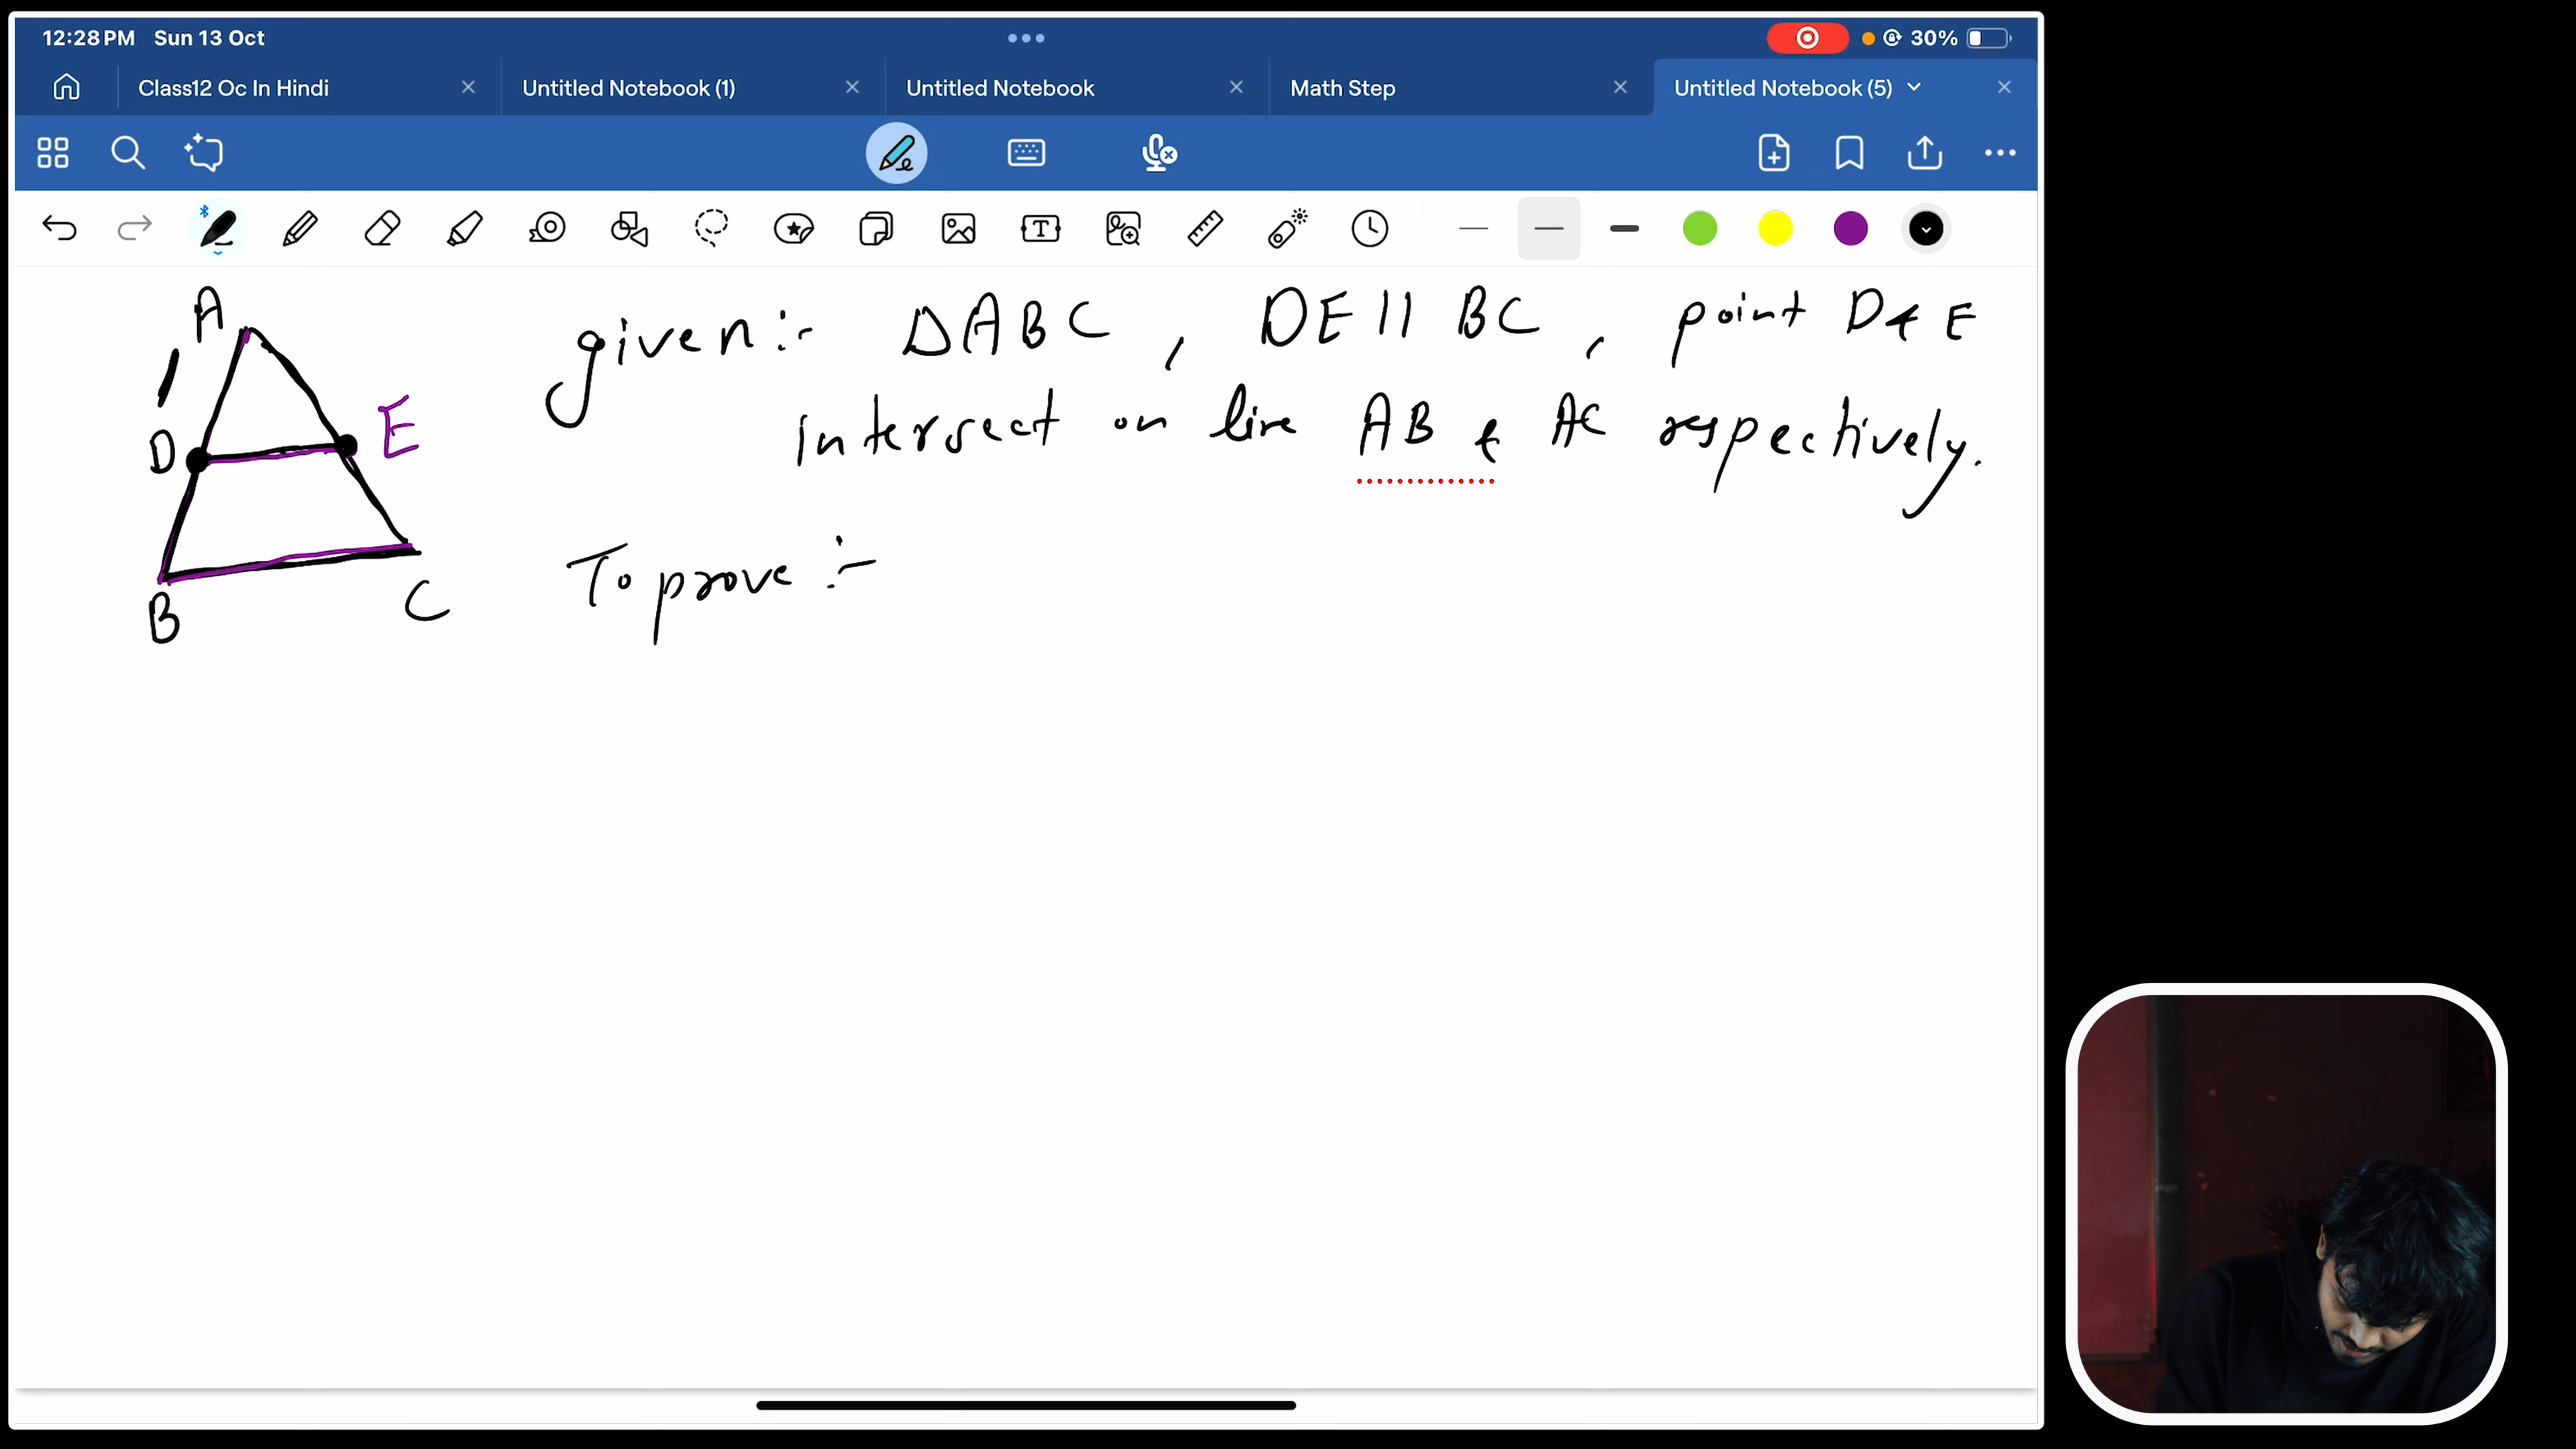 12:28 PM Sun 13 Oct
30%
Class12 Oc In Hindi
Untitled Notebook (1)
Untitled Notebook
Math Step
Untitled Notebook (5)
A
D
E
B
C
given :- △ABC , DE || BC , point D & E
intersect on line AB & AC respectively.
To prove :-